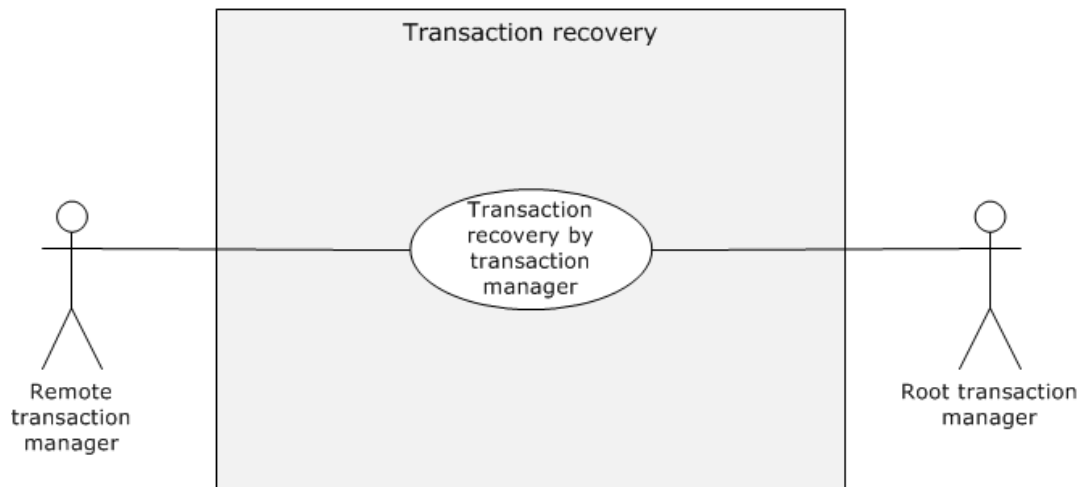 Transaction recovery
Transaction
recovery by
transaction
manager
Remote
transaction
manager
Root transaction
manager